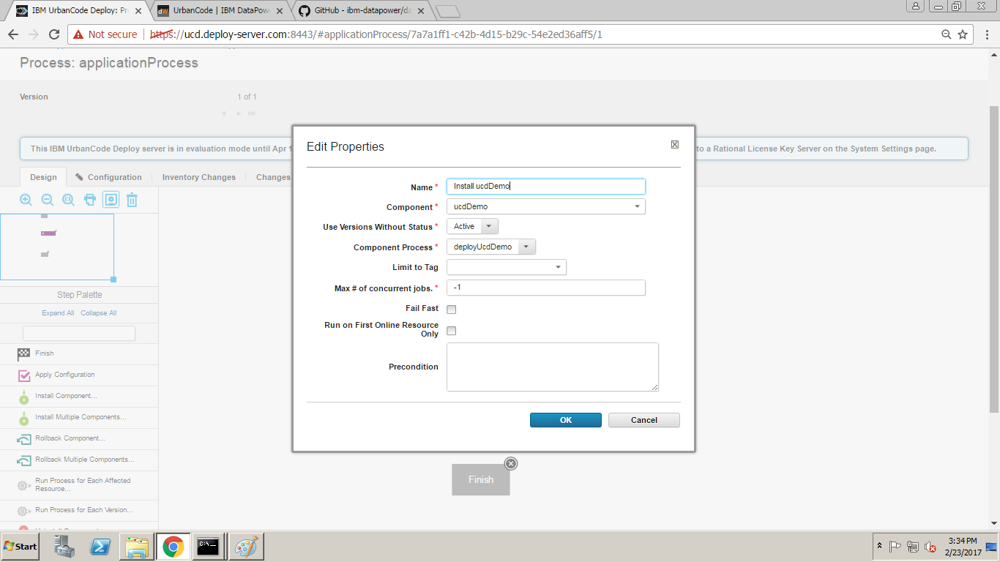 IBM UrbanCode Deploy: Pr
UrbanCode | IBM DataPow
GitHub - ibm-datapower/da
Not secure
https://ucd.deploy-server.com:8443/#applicationProcess/7a7a1ff1-c42b-4d15-b29c-54e2ed36aff5/1
Process: applicationProcess
Version 1 of 1
This IBM UrbanCode Deploy server is in evaluation mode until Apr 1
to a Rational License Key Server on the System Settings page.
Design Configuration Inventory Changes Changes
Step Palette
Expand All Collapse All
Finish
Apply Configuration
Install Component...
Install Multiple Components...
Rollback Component...
Rollback Multiple Components...
Run Process for Each Affected
Resource...
Run Process for Each Version...
Edit Properties
Name * Install ucdDemo
Component * ucdDemo
Use Versions Without Status * Active
Component Process * deployUcdDemo
Limit to Tag
Max # of concurrent jobs. * -1
Fail Fast
Run on First Online Resource
Only
Precondition
OK Cancel
Finish
Start
3:34 PM
2/23/2017